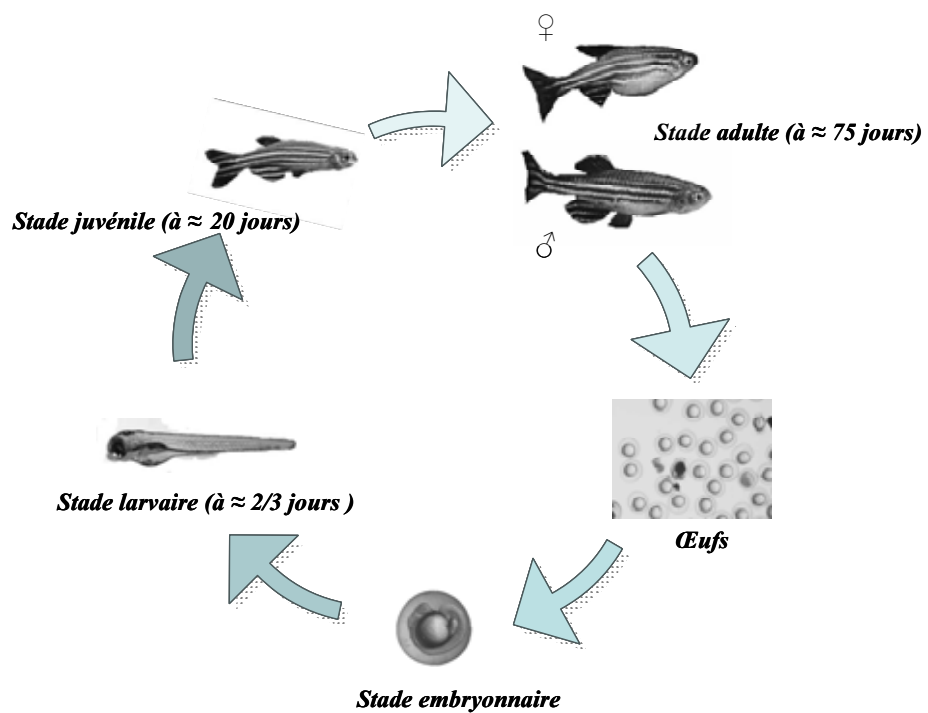 ♀
Stade adulte (à ≈ 75 jours)
♂
Stade juvénile (à ≈ 20 jours)
Stade larvaire (à ≈ 2/3 jours )
Œufs
Stade embryonnaire